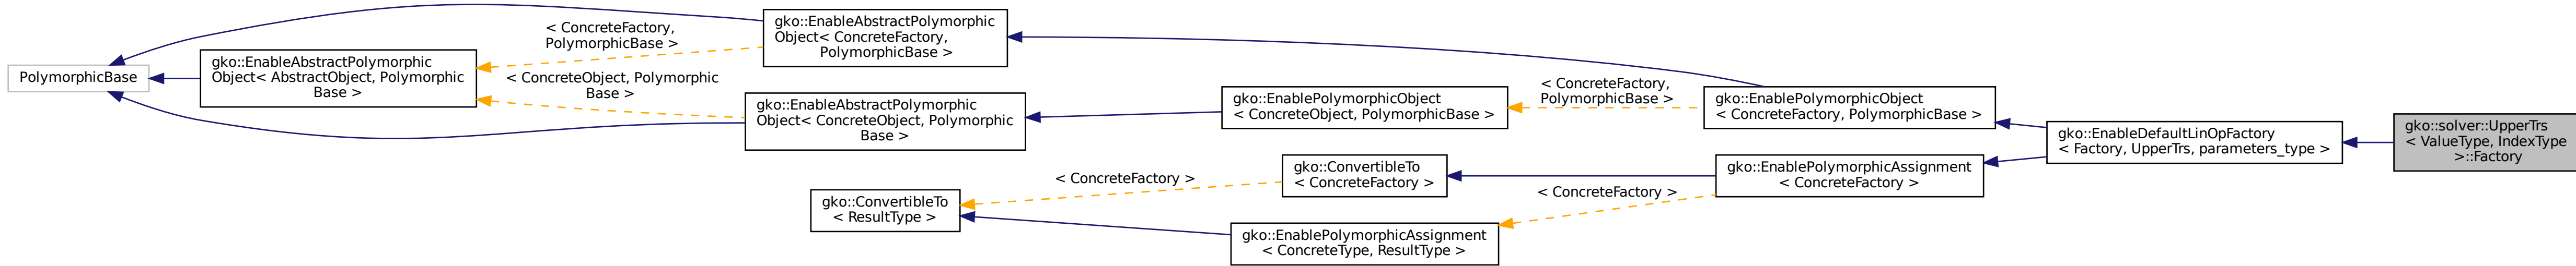 PolymorphicBase
gko::EnableAbstractPolymorphic
Object< AbstractObject, Polymorphic
Base >
< ConcreteFactory,
PolymorphicBase >
< ConcreteObject, Polymorphic
Base >
gko::EnableAbstractPolymorphic
Object< ConcreteFactory,
PolymorphicBase >
gko::EnableAbstractPolymorphic
Object< ConcreteObject, Polymorphic
Base >
gko::ConvertibleTo
< ResultType >
< ConcreteFactory >
gko::EnablePolymorphicObject
< ConcreteObject, PolymorphicBase >
gko::ConvertibleTo
< ConcreteFactory >
gko::EnablePolymorphicAssignment
< ConcreteType, ResultType >
< ConcreteFactory,
PolymorphicBase >
< ConcreteFactory >
gko::EnablePolymorphicObject
< ConcreteFactory, PolymorphicBase >
gko::EnablePolymorphicAssignment
< ConcreteFactory >
gko::EnableDefaultLinOpFactory
< Factory, UpperTrs, parameters_type >
gko::solver::UpperTrs
< ValueType, IndexType
>::Factory